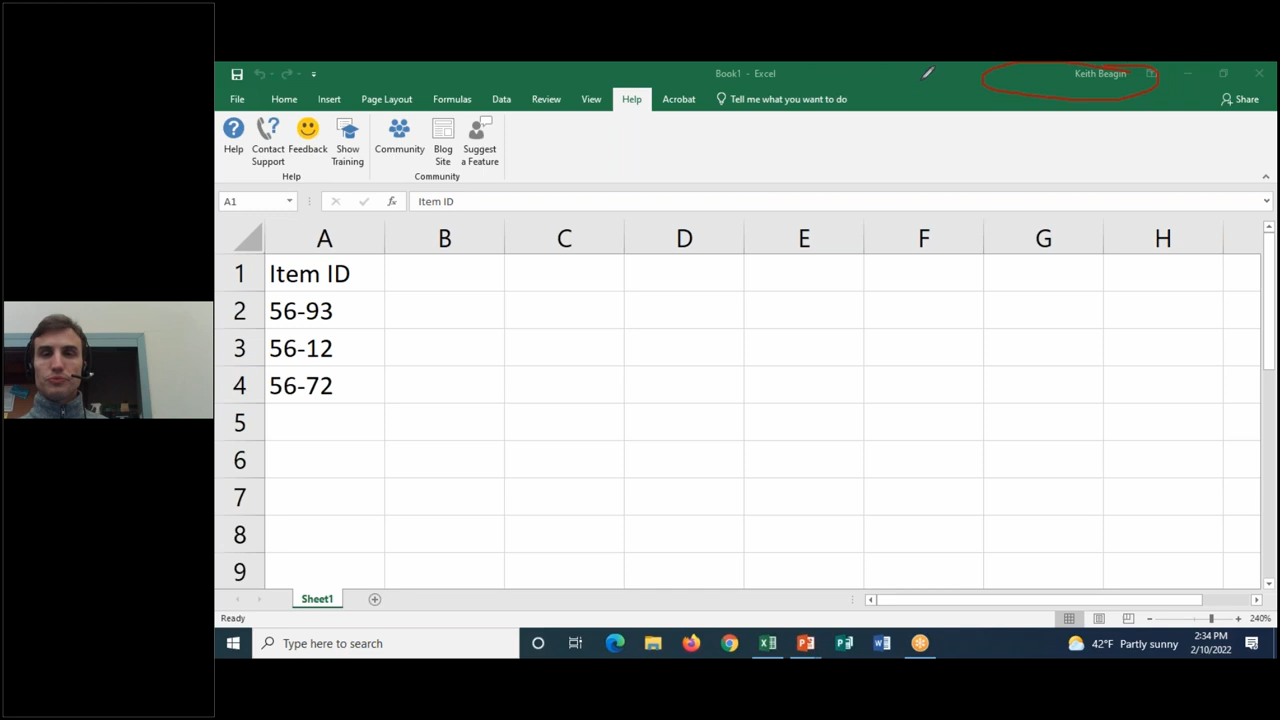 Book1 - Excel
Keith Beagin
File Home Insert Page Layout Formulas Data Review View Help Acrobat Tell me what you want to do Share
Help Contact Support Feedback Show Training Community Blog Site Suggest a Feature
Help Community
A1 fx Item ID
A B C D E F G H
1 Item ID
2 56-93
3 56-12
4 56-72
5
6
7
8
9
Sheet1
Ready 240%
Type here to search 42°F Partly sunny 2:34 PM
2/10/2022